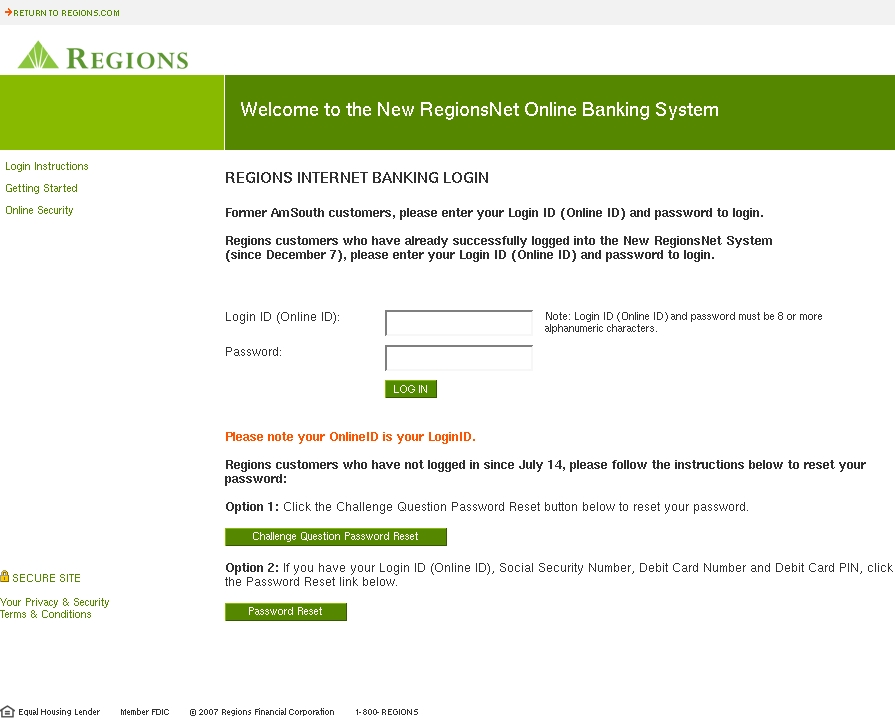 RETURN TO REGIONS.COM
REGIONS
Welcome to the New RegionsNet Online Banking System
Login Instructions
Getting Started
Online Security
REGIONS INTERNET BANKING LOGIN
Former AmSouth customers, please enter your Login ID (Online ID) and password to login.
Regions customers who have already successfully logged into the New RegionsNet System
(since December 7), please enter your Login ID (Online ID) and password to login.
Login ID (Online ID):
Note: Login ID (Online ID) and password must be 8 or more
alphanumeric characters.
Password:
LOG IN
Please note your OnlineID is your LoginID.
Regions customers who have not logged in since July 14, please follow the instructions below to reset your
password:
Option 1: Click the Challenge Question Password Reset button below to reset your password.
Challenge Question Password Reset
Option 2: If you have your Login ID (Online ID), Social Security Number, Debit Card Number and Debit Card PIN, click
the Password Reset link below.
Password Reset
SECURE SITE
Your Privacy & Security
Terms & Conditions
Equal Housing Lender Member FDIC © 2007 Regions Financial Corporation 1-800-REGIONS